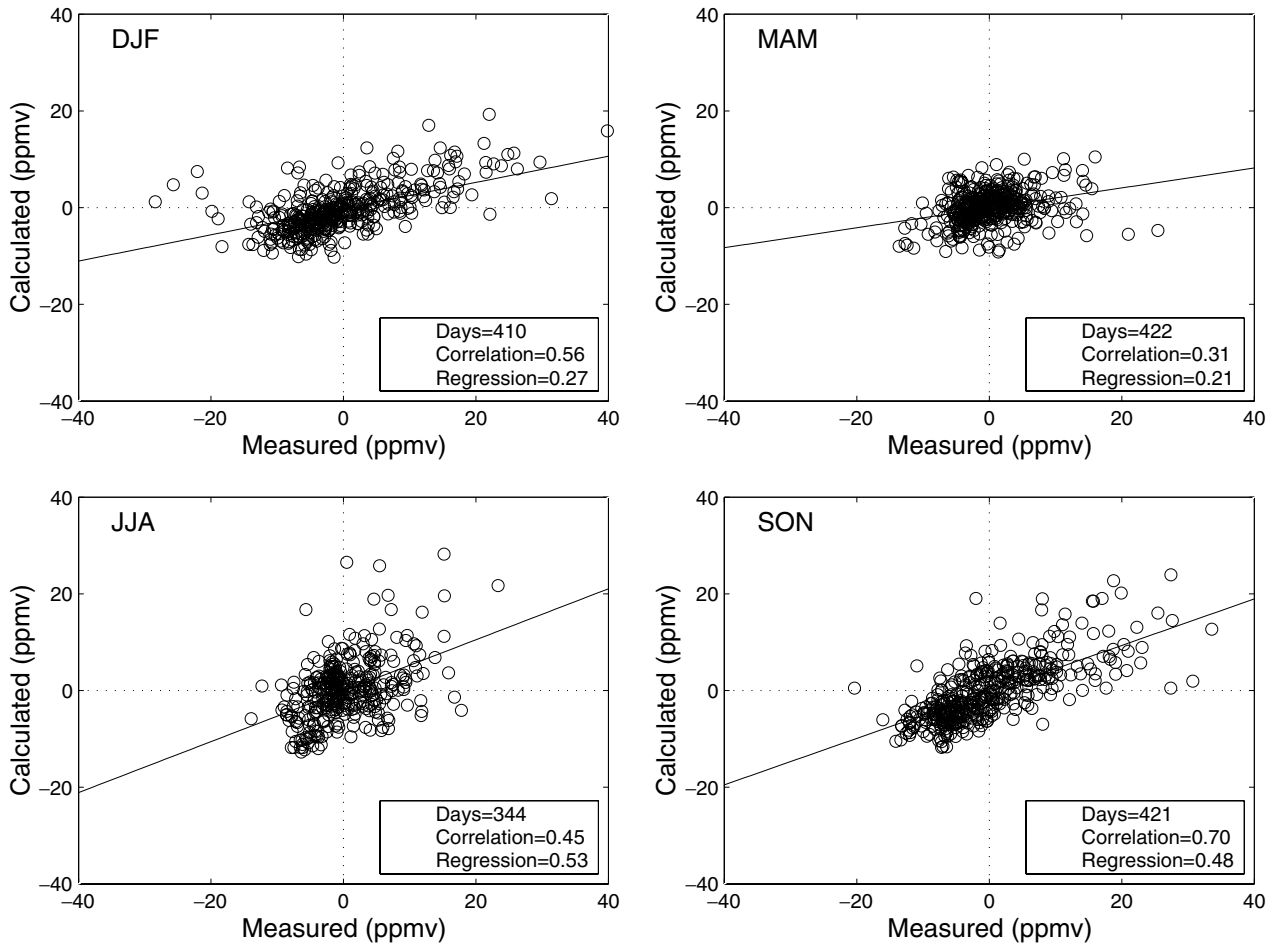 DJF
40
20
0
−20
−40
−40
−20
0
20
40
Calculated (ppmv)
Measured (ppmv)
Days=410
Correlation=0.56
Regression=0.27
MAM
40
20
0
−20
−40
−40
−20
0
20
40
Calculated (ppmv)
Measured (ppmv)
Days=422
Correlation=0.31
Regression=0.21
JJA
40
20
0
−20
−40
−40
−20
0
20
40
Calculated (ppmv)
Measured (ppmv)
Days=344
Correlation=0.45
Regression=0.53
SON
40
20
0
−20
−40
−40
−20
0
20
40
Calculated (ppmv)
Measured (ppmv)
Days=421
Correlation=0.70
Regression=0.48